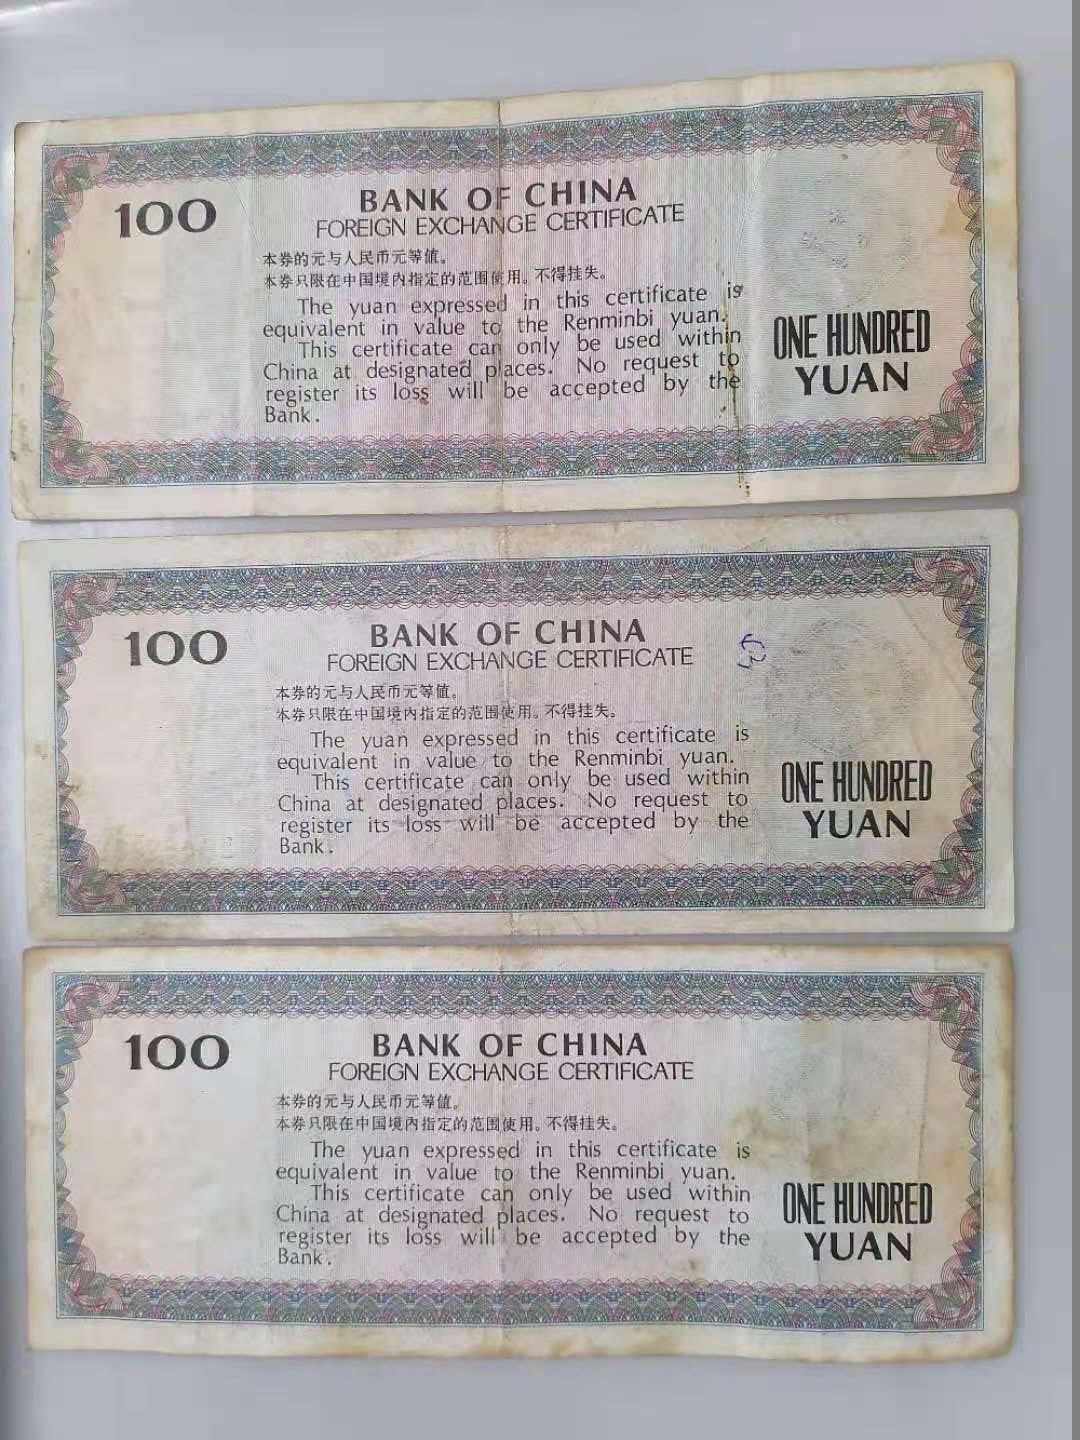 100
BANK OF CHINA
FOREIGN EXCHANGE CERTIFICATE
本券的元与人民币元等值。
本券只限在中国境内指定的范围使用。不得挂失。
The yuan expressed in this certificate is
equivalent in value to the Renminbi yuan.
This certificate can only be used within
China at designated places. No request to
register its loss will be accepted by the
Bank.
ONE HUNDRED
YUAN
100
BANK OF CHINA
FOREIGN EXCHANGE CERTIFICATE
本券的元与人民币元等值。
本券只限在中国境内指定的范围使用。不得挂失。
The yuan expressed in this certificate is
equivalent in value to the Renminbi yuan.
This certificate can only be used within
China at designated places. No request to
register its loss will be accepted by the
Bank.
ONE HUNDRED
YUAN
100
BANK OF CHINA
FOREIGN EXCHANGE CERTIFICATE
本券的元与人民币元等值。
本券只限在中国境内指定的范围使用。不得挂失。
The yuan expressed in this certificate is
equivalent in value to the Renminbi yuan.
This certificate can only be used within
China at designated places. No request to
register its loss will be accepted by the
Bank.
ONE HUNDRED
YUAN